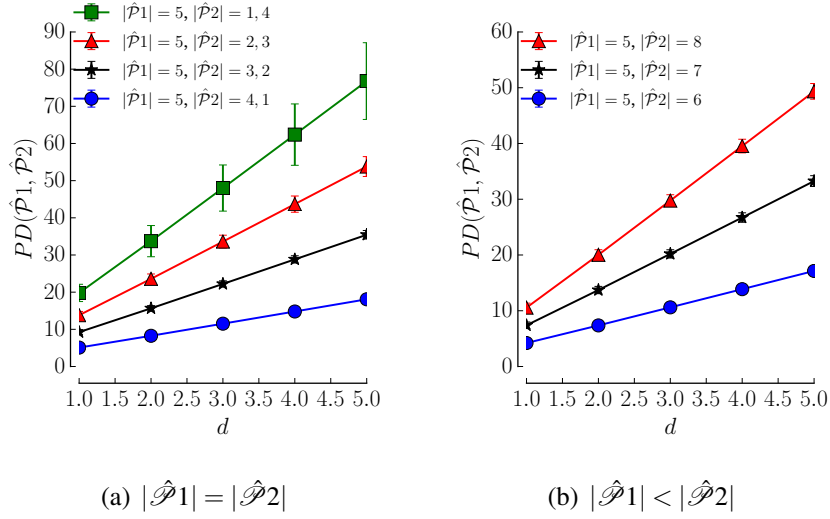 |𝒫̂1| = 5, |𝒫̂2| = 1, 4
|𝒫̂1| = 5, |𝒫̂2| = 2, 3
|𝒫̂1| = 5, |𝒫̂2| = 3, 2
|𝒫̂1| = 5, |𝒫̂2| = 4, 1
90
80
70
60
50
40
30
20
10
0
PD(𝒫̂1, 𝒫̂2)
1.0 1.5 2.0 2.5 3.0 3.5 4.0 4.5 5.0
d
(a) |𝒫̂1| = |𝒫̂2|
|𝒫̂1| = 5, |𝒫̂2| = 8
|𝒫̂1| = 5, |𝒫̂2| = 7
|𝒫̂1| = 5, |𝒫̂2| = 6
60
50
40
30
20
10
0
PD(𝒫̂1, 𝒫̂2)
1.0 1.5 2.0 2.5 3.0 3.5 4.0 4.5 5.0
d
(b) |𝒫̂1| < |𝒫̂2|